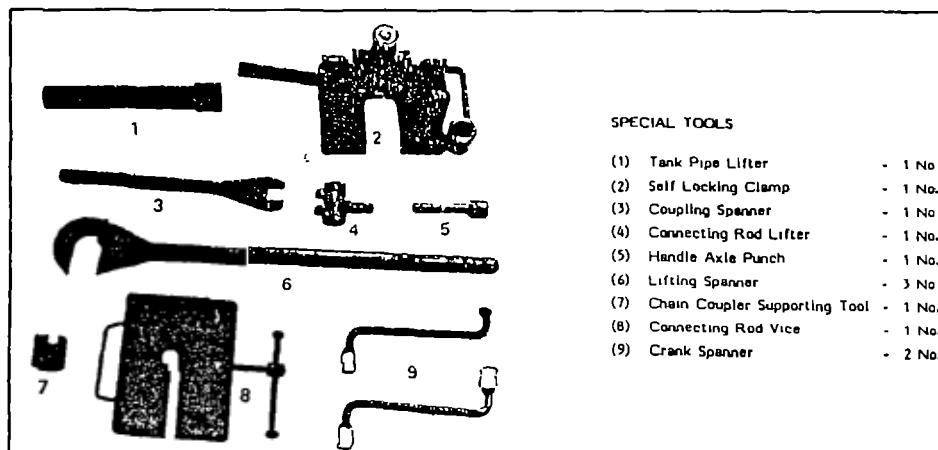 1
2
3
4
5
6
7
8
9
SPECIAL TOOLS
(1) Tank Pipe Lifter - 1 No
(2) Self Locking Clamp - 1 No.
(3) Coupling Spanner - 1 No
(4) Connecting Rod Lifter - 1 No.
(5) Handle Axle Punch - 1 No.
(6) Lifting Spanner - 3 No
(7) Chain Coupler Supporting Tool - 1 No.
(8) Connecting Rod Vice - 1 No.
(9) Crank Spanner - 2 No.